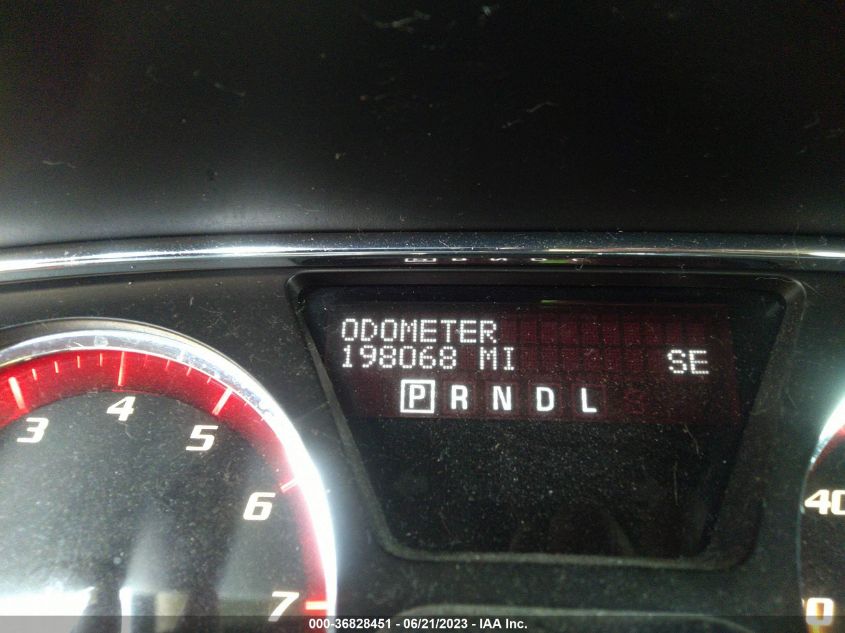 ODOMETER
198068 MI SE
P R N D L
3 4 5 6 7
40
000-36828451 - 06/21/2023 - IAA Inc.